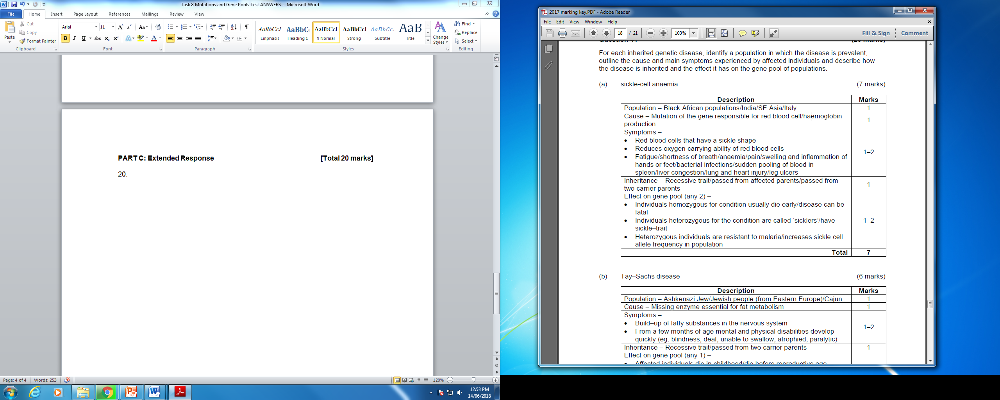 Task 8 Mutations and Gene Pools Test ANSWERS - Microsoft Word
File Home Insert Page Layout References Mailings Review View
Paste
Cut
Copy
Format Painter
Clipboard
Arial 11
Font
Paragraph
AaBbCcI AaBbC AaBbCcI AaBbCcI AaBbCc. AaB
Emphasis Heading 1 ¶ Normal Strong Subtitle Title
Change Styles
Styles
Find
Replace
Select
Editing
PART C: Extended Response [Total 20 marks]
20.
Page: 4 of 4 Words: 253 120%
12:53 PM
14/06/2018
2017 marking key.PDF - Adobe Reader
File Edit View Window Help
18 / 21 103% Fill & Sign Comment
For each inherited genetic disease, identify a population in which the disease is prevalent,
outline the cause and main symptoms experienced by affected individuals and describe how
the disease is inherited and the effect it has on the gene pool of populations.
(a) sickle-cell anaemia (7 marks)
Description Marks
Population – Black African populations/India/SE Asia/Italy 1
Cause – Mutation of the gene responsible for red blood cell/haemoglobin
production 1
Symptoms –
• Red blood cells that have a sickle shape
• Reduces oxygen carrying ability of red blood cells
1–2
• Fatigue/shortness of breath/anaemia/pain/swelling and inflammation of
hands or feet/bacterial infections/sudden pooling of blood in
spleen/liver congestion/lung and heart injury/leg ulcers
Inheritance – Recessive trait/passed from affected parents/passed from
two carrier parents 1
Effect on gene pool (any 2) –
• Individuals homozygous for condition usually die early/disease can be
fatal
• Individuals heterozygous for the condition are called ‘sicklers’/have
sickle–trait
1–2
• Heterozygous individuals are resistant to malaria/increases sickle cell
allele frequency in population
Total 7
(b) Tay–Sachs disease (6 marks)
Description Marks
Population – Ashkenazi Jew/Jewish people (from Eastern Europe)/Cajun 1
Cause – Missing enzyme essential for fat metabolism 1
Symptoms –
• Build–up of fatty substances in the nervous system
1–2
• From a few months of age mental and physical disabilities develop
quickly (eg. blindness, deaf, unable to swallow, atrophied, paralytic)
Inheritance – Recessive trait/passed from two carrier parents 1
Effect on gene pool (any 1) –
• Affected individuals die in childhood/die before reproductive age